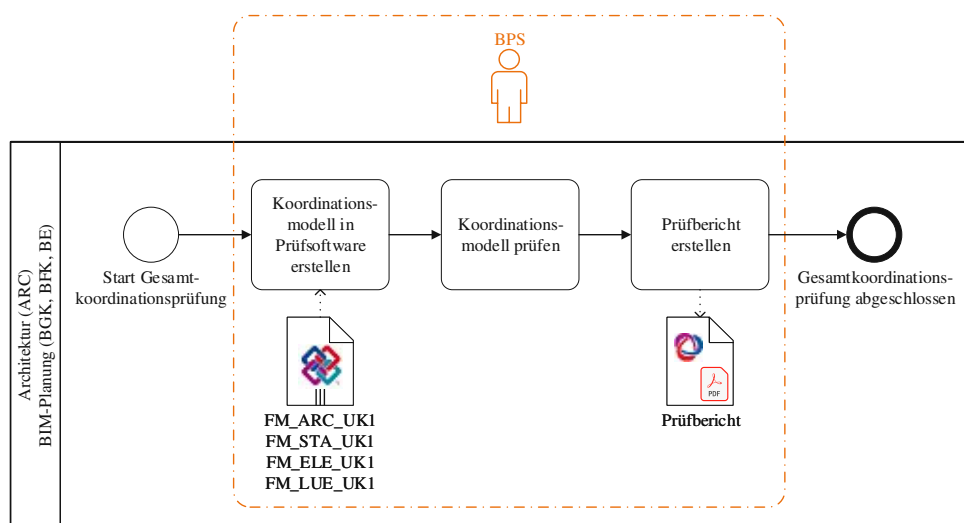 BPS
Architektur (ARC)
BIM-Planung (BGK, BFK, BE)
Start Gesamt-
koordinationsprüfung
Koordinations-
modell in
Prüfsoftware
erstellen
Koordinations-
modell prüfen
Prüfbericht
erstellen
Gesamtkoordinations-
prüfung abgeschlossen
FM_ARC_UK1
FM_STA_UK1
FM_ELE_UK1
FM_LUE_UK1
PDF
Prüfbericht